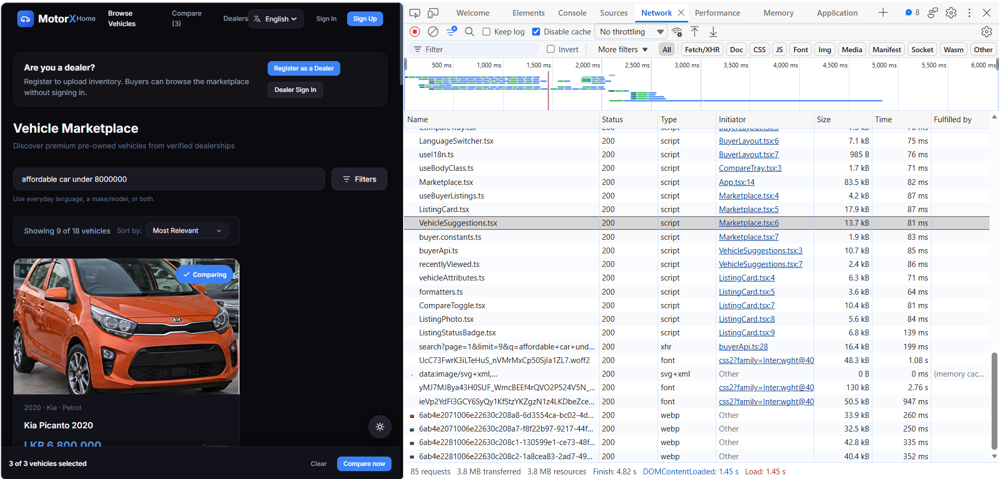 MotorX
Home
Browse Vehicles
Compare (3)
Dealers
English
Sign In
Sign Up
Are you a dealer?
Register to upload inventory. Buyers can browse the marketplace
without signing in.
Register as a Dealer
Dealer Sign In
Vehicle Marketplace
Discover premium pre-owned vehicles from verified dealerships
affordable car under 8000000
Filters
Use everyday language, a make/model, or both.
Showing 9 of 18 vehicles Sort by: Most Relevant
Comparing
2020 · Kia · Petrol
Kia Picanto 2020
LKR 6,800,000
Colombo
3 of 3 vehicles selected
Clear
Compare now
Welcome Elements Console Sources Network Performance Memory Application 8
Keep log Disable cache No throttling
Filter Invert More filters All Fetch/XHR Doc CSS JS Font Img Media Manifest Socket Wasm Other
500 ms 1,000 ms 1,500 ms 2,000 ms 2,500 ms 3,000 ms 3,500 ms 4,000 ms 4,500 ms 5,000 ms 5,500 ms 6,000 ms
Name Status Type Initiator Size Time Fulfilled by
CompareTray.tsx 200 script BuyerLayout.tsx:5 7.9 kB 76 ms
LanguageSwitcher.tsx 200 script BuyerLayout.tsx:6 7.1 kB 75 ms
useI18n.ts 200 script BuyerLayout.tsx:7 985 B 76 ms
useBodyClass.ts 200 script CompareTray.tsx:3 1.7 kB 71 ms
Marketplace.tsx 200 script App.tsx:14 83.5 kB 82 ms
useBuyerListings.ts 200 script Marketplace.tsx:4 4.2 kB 87 ms
ListingCard.tsx 200 script Marketplace.tsx:5 17.9 kB 87 ms
VehicleSuggestions.tsx 200 script Marketplace.tsx:6 13.7 kB 81 ms
buyer.constants.ts 200 script Marketplace.tsx:7 1.9 kB 83 ms
buyerApi.ts 200 script VehicleSuggestions.tsx:3 10.7 kB 85 ms
recentlyViewed.ts 200 script VehicleSuggestions.tsx:7 2.4 kB 86 ms
vehicleAttributes.ts 200 script ListingCard.tsx:4 6.3 kB 71 ms
formatters.ts 200 script ListingCard.tsx:5 3.6 kB 64 ms
CompareToggle.tsx 200 script ListingCard.tsx:7 10.4 kB 81 ms
ListingPhoto.tsx 200 script ListingCard.tsx:8 5.6 kB 84 ms
ListingStatusBadge.tsx 200 script ListingCard.tsx:9 6.8 kB 139 ms
search?page=1&limit=9&q=affordable+car+und... 200 xhr buyerApi.ts:28 16.4 kB 199 ms
UcC73FwrK3iLTeHuS_nVMrMxCp50SjIa1ZL7.woff2 200 font css2?family=Inter:wght@40 48.3 kB 1.08 s
data:image/svg+xml,... 200 svg+xml Other 0 B 0 ms (memory cac...
yMJ7MJBya43H0SUF_WmcBEEf4rQVO2P524V5N_... 200 font css2?family=Inter:wght@40 130 kB 2.76 s
ieVp2YdFI3GCY6SyQy1KfStzYKZgzN1z4LKDbeZce... 200 font css2?family=Inter:wght@40 50.5 kB 947 ms
6ab4e2071006e22630c208a8-6d3554ca-bc02-4d... 200 webp Other 33.9 kB 260 ms
6ab4e2071006e22630c208a7-f8f22b97-9217-44f... 200 webp Other 32.5 kB 250 ms
6ab4e2281006e22630c208c1-130599e1-ce73-48f... 200 webp Other 42.8 kB 335 ms
6ab4e2281006e22630c208c2-1a8cea83-2ad7-49... 200 webp Other 40.4 kB 352 ms
85 requests 3.8 MB transferred 3.8 MB resources Finish: 4.82 s DOMContentLoaded: 1.45 s Load: 1.45 s